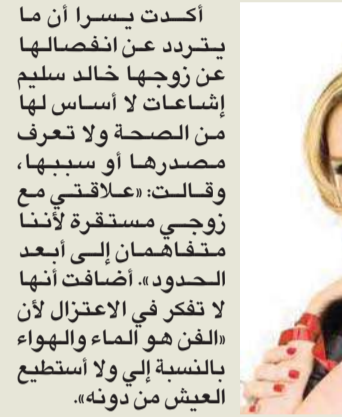 أكدت يسرا أن ما
يتردد عن انفصالها
عن زوجها خالد سليم
إشاعات لا أساس لها
من الصحة ولا تعرف
مصدرها أو سببها،
وقالت: «علاقتي مع
زوجي مستقرة لأننا
متفاهمان إلى أبعد
الحدود». أضافت أنها
لا تفكر في الاعتزال لأن
«الفن هو الماء والهواء
بالنسبة إلي ولا أستطيع
العيش من دونه».